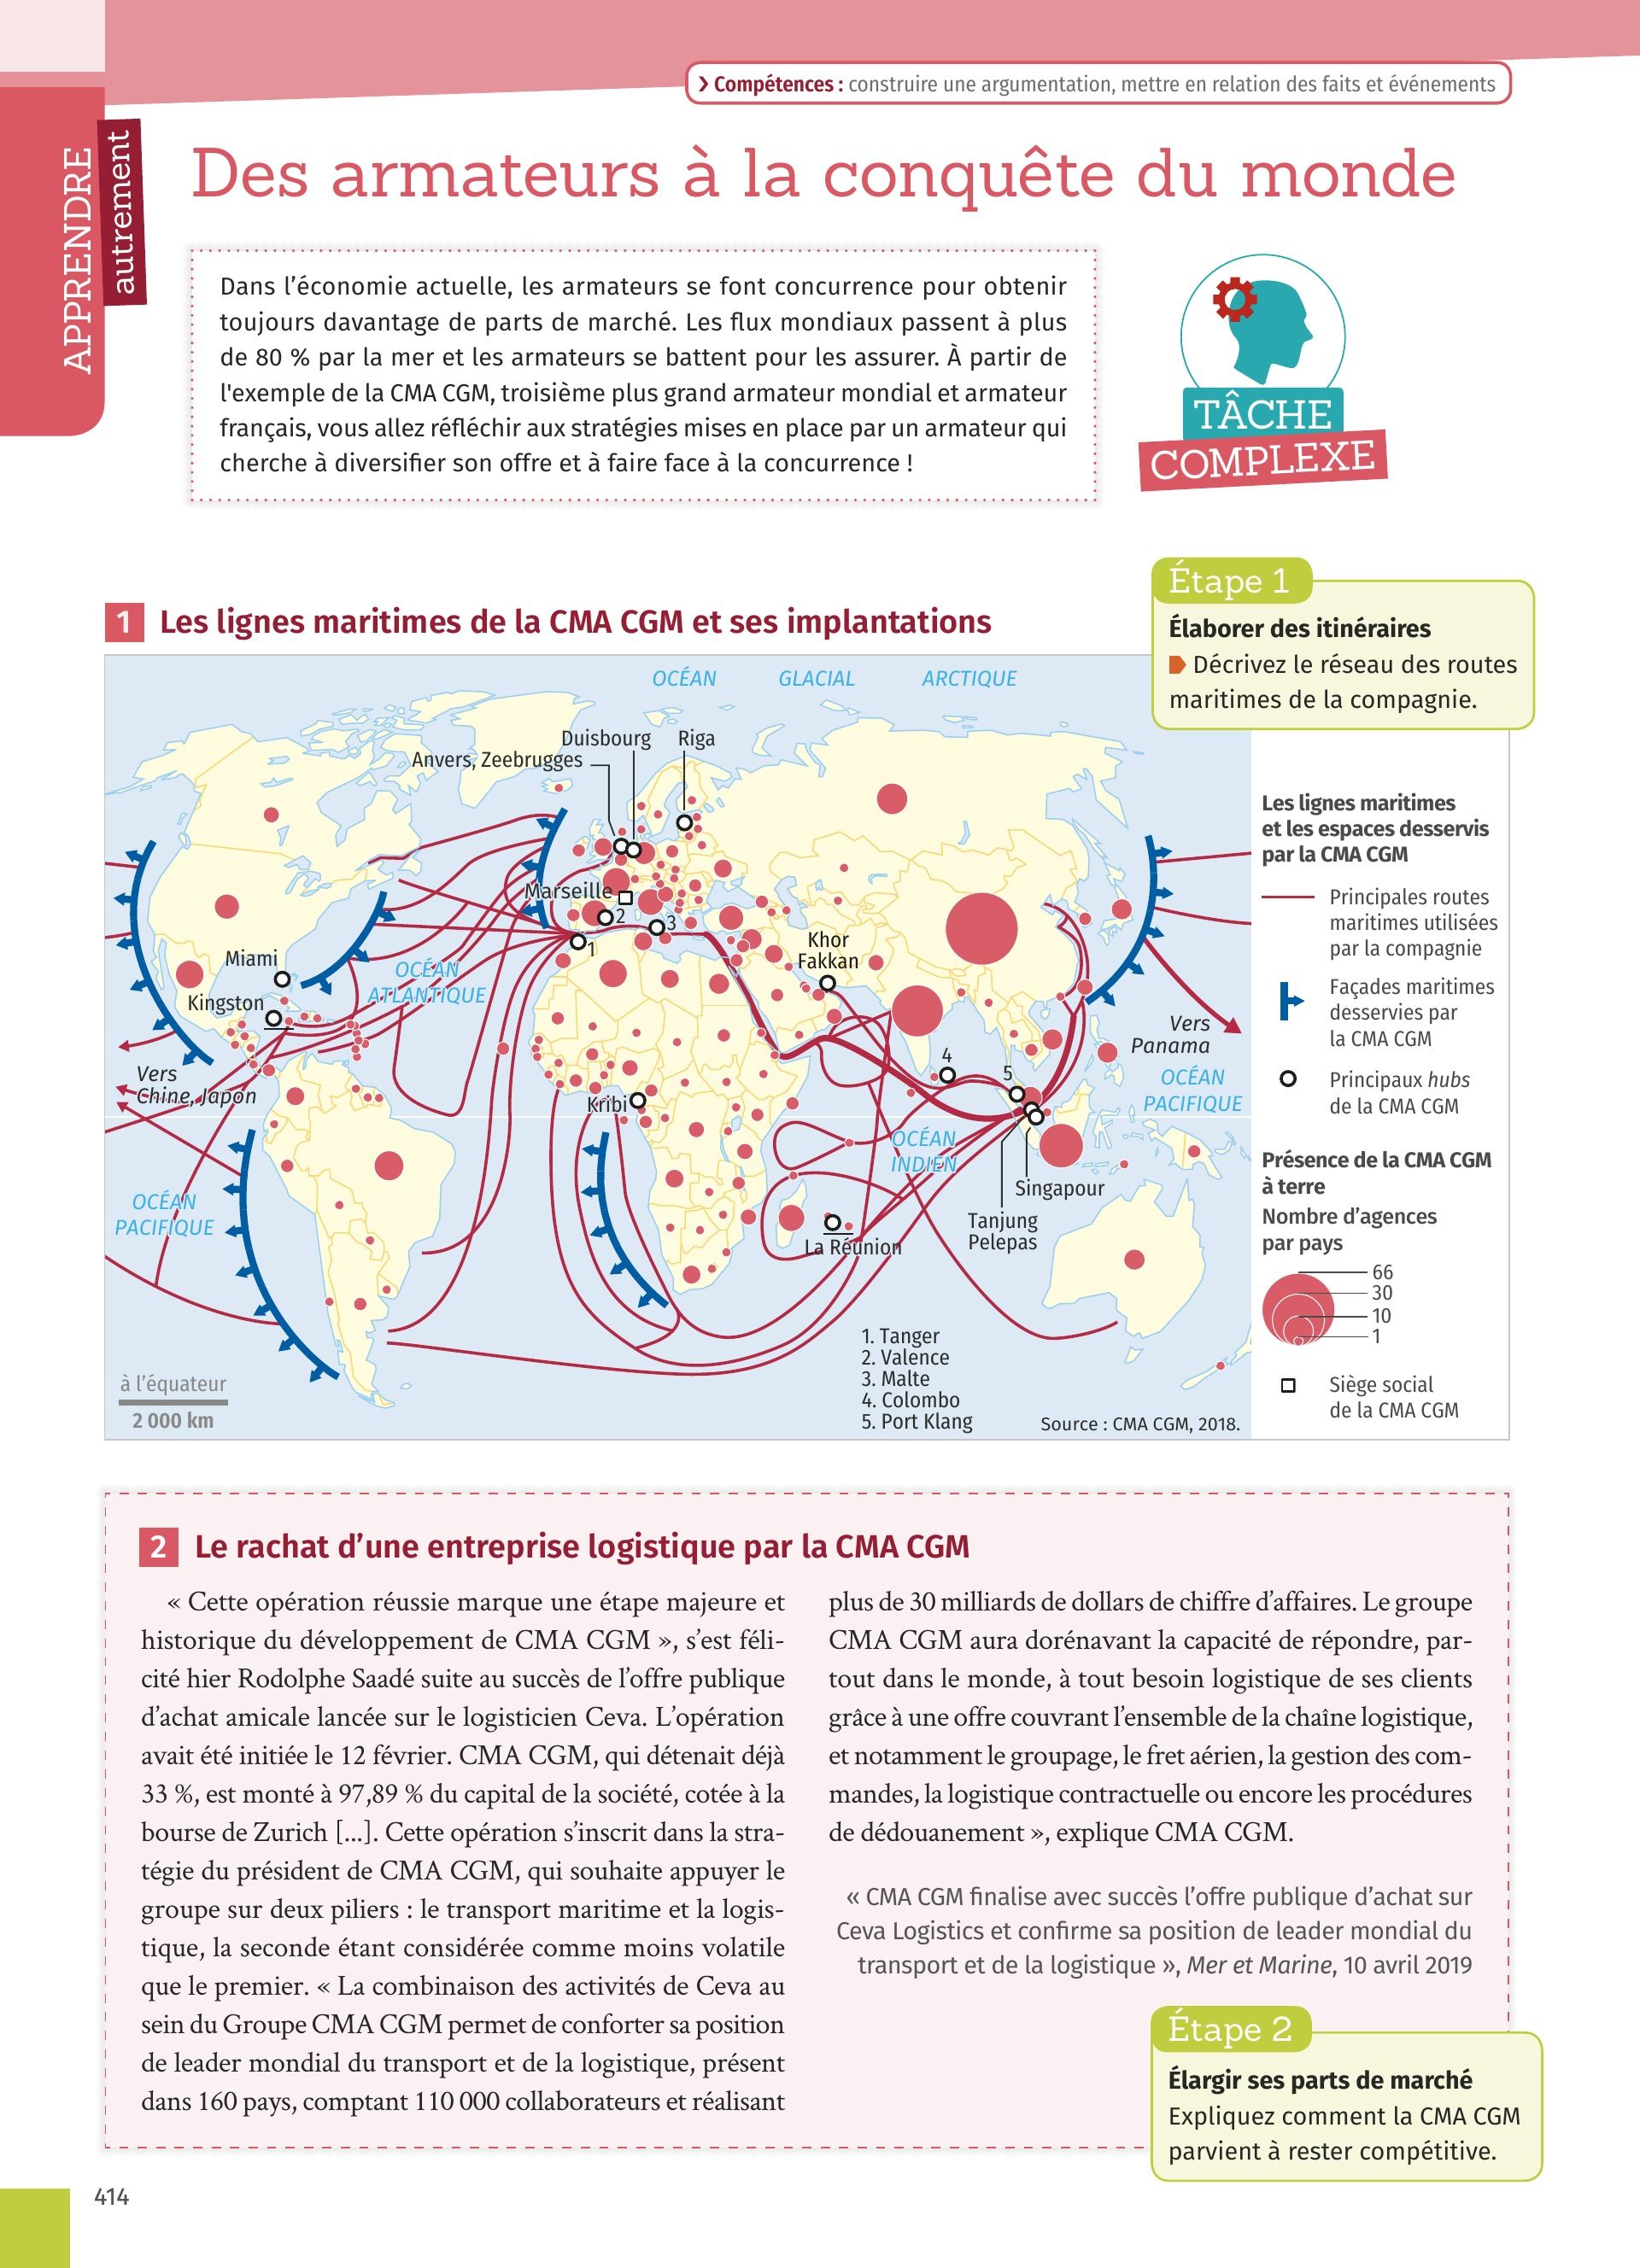 ❯ Compétences : construire une argumentation, mettre en relation des faits et événements
APPRENDRE
autrement
Des armateurs à la conquête du monde
Dans l’économie actuelle, les armateurs se font concurrence pour obtenir
toujours davantage de parts de marché. Les flux mondiaux passent à plus
de 80 % par la mer et les armateurs se battent pour les assurer. À partir de
l'exemple de la CMA CGM, troisième plus grand armateur mondial et armateur
français, vous allez réfléchir aux stratégies mises en place par un armateur qui
cherche à diversifier son offre et à faire face à la concurrence !
TÂCHE
COMPLEXE
Étape 1
Élaborer des itinéraires
Décrivez le réseau des routes
maritimes de la compagnie.
1 Les lignes maritimes de la CMA CGM et ses implantations
OCÉAN GLACIAL ARCTIQUE
Duisbourg
Riga
Anvers, Zeebrugges
Marseille
2
3
1
Miami
Kingston
OCÉAN
ATLANTIQUE
Khor
Fakkan
Vers
Panama
Vers
Chine, Japon
4
5
OCÉAN
PACIFIQUE
Kribi
OCÉAN
INDIEN
OCÉAN
PACIFIQUE
Singapour
Tanjung
Pelepas
La Réunion
1. Tanger
2. Valence
3. Malte
4. Colombo
5. Port Klang
à l’équateur
2 000 km
Source : CMA CGM, 2018.
Les lignes maritimes
et les espaces desservis
par la CMA CGM
Principales routes
maritimes utilisées
par la compagnie
Façades maritimes
desservies par
la CMA CGM
Principaux hubs
de la CMA CGM
Présence de la CMA CGM
à terre
Nombre d’agences
par pays
66
30
10
1
Siège social
de la CMA CGM
2 Le rachat d’une entreprise logistique par la CMA CGM
« Cette opération réussie marque une étape majeure et
historique du développement de CMA CGM », s’est féli-
cité hier Rodolphe Saadé suite au succès de l’offre publique
d’achat amicale lancée sur le logisticien Ceva. L’opération
avait été initiée le 12 février. CMA CGM, qui détenait déjà
33 %, est monté à 97,89 % du capital de la société, cotée à la
bourse de Zurich [...]. Cette opération s’inscrit dans la stra-
tégie du président de CMA CGM, qui souhaite appuyer le
groupe sur deux piliers : le transport maritime et la logis-
tique, la seconde étant considérée comme moins volatile
que le premier. « La combinaison des activités de Ceva au
sein du Groupe CMA CGM permet de conforter sa position
de leader mondial du transport et de la logistique, présent
dans 160 pays, comptant 110 000 collaborateurs et réalisant
plus de 30 milliards de dollars de chiffre d’affaires. Le groupe
CMA CGM aura dorénavant la capacité de répondre, par-
tout dans le monde, à tout besoin logistique de ses clients
grâce à une offre couvrant l’ensemble de la chaîne logistique,
et notamment le groupage, le fret aérien, la gestion des com-
mandes, la logistique contractuelle ou encore les procédures
de dédouanement », explique CMA CGM.
« CMA CGM finalise avec succès l’offre publique d’achat sur
Ceva Logistics et confirme sa position de leader mondial du
transport et de la logistique », Mer et Marine, 10 avril 2019
Étape 2
Élargir ses parts de marché
Expliquez comment la CMA CGM
parvient à rester compétitive.
414